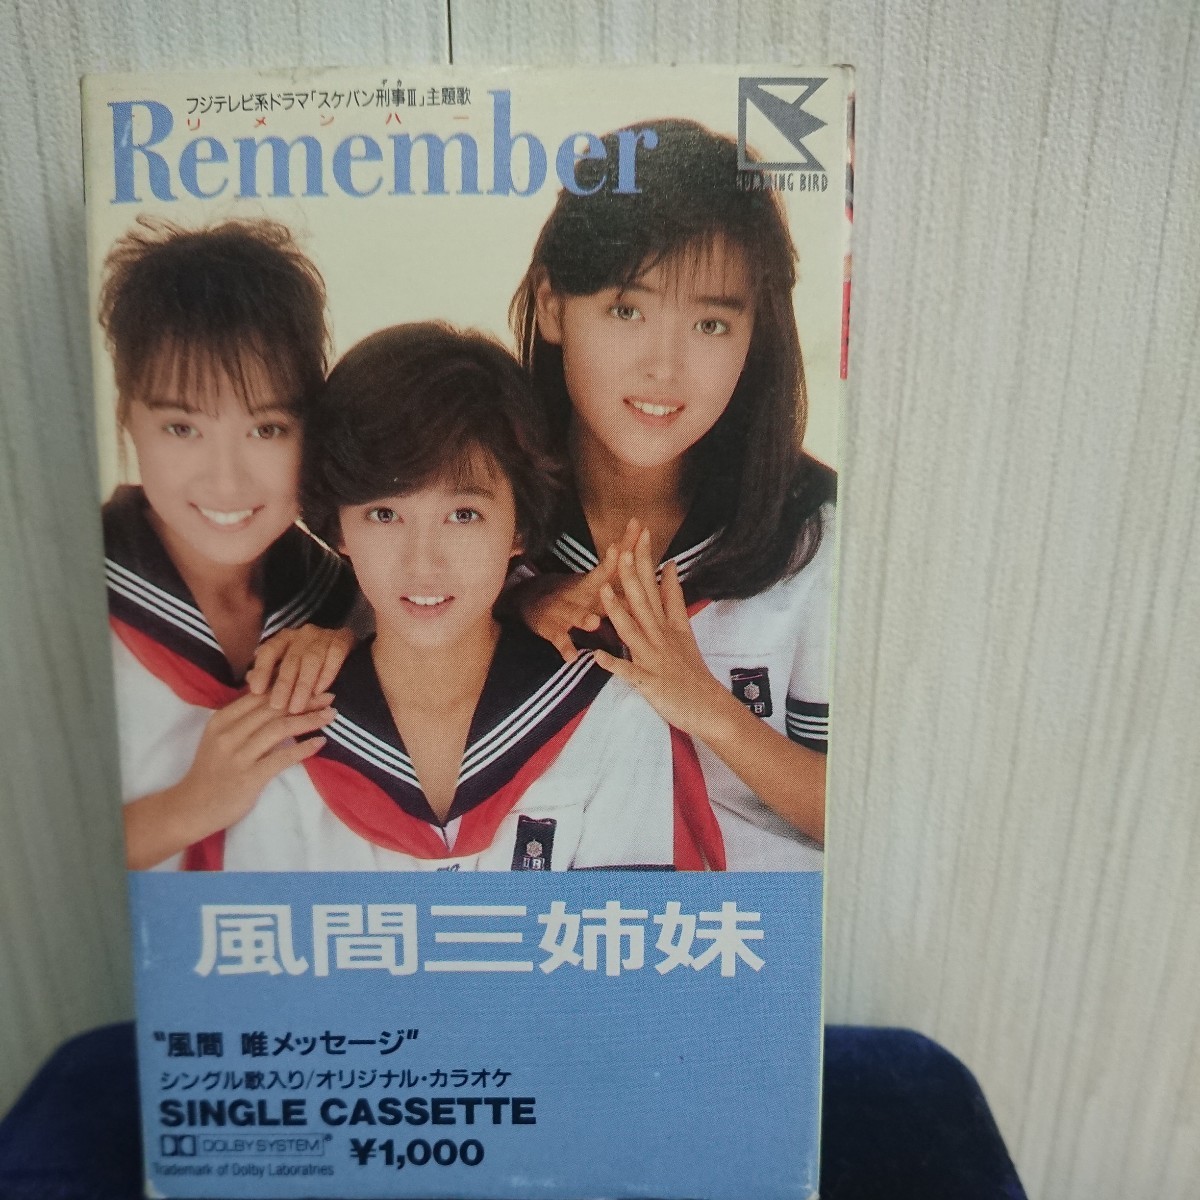 フジテレビ系ドラマ「スケバン刑事Ⅲ」主題歌
デカ
リメンバー
Remember
HUMMING BIRD
風間三姉妹
"風間 唯メッセージ"
シングル歌入り/オリジナル・カラオケ
SINGLE CASSETTE
DOLBY SYSTEM®
¥1,000
Trademark of Dolby Laboratries